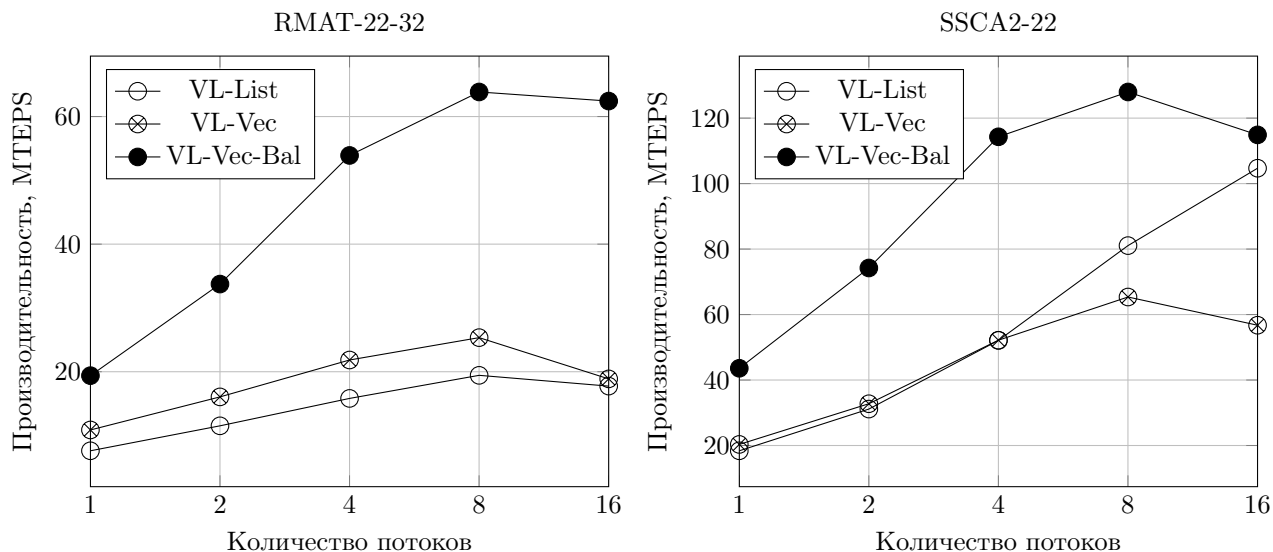 RMAT-22-32
VL-List
VL-Vec
VL-Vec-Bal
60
40
20
1 2 4 8 16
Количество потоков
Производительность, MTEPS
SSCA2-22
VL-List
VL-Vec
VL-Vec-Bal
120
100
80
60
40
20
1 2 4 8 16
Количество потоков
Производительность, MTEPS